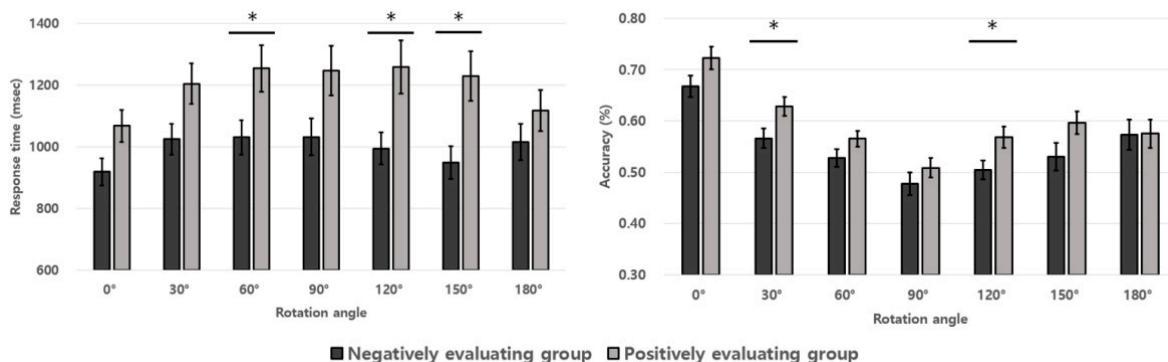 1400
1200
1000
800
600
Response time (msec)
* * *
0° 30° 60° 90° 120° 150° 180°
Rotation angle
0.80
0.70
0.60
0.50
0.40
0.30
Accuracy (%)
* *
0° 30° 60° 90° 120° 150° 180°
Rotation angle
Negatively evaluating group Positively evaluating group